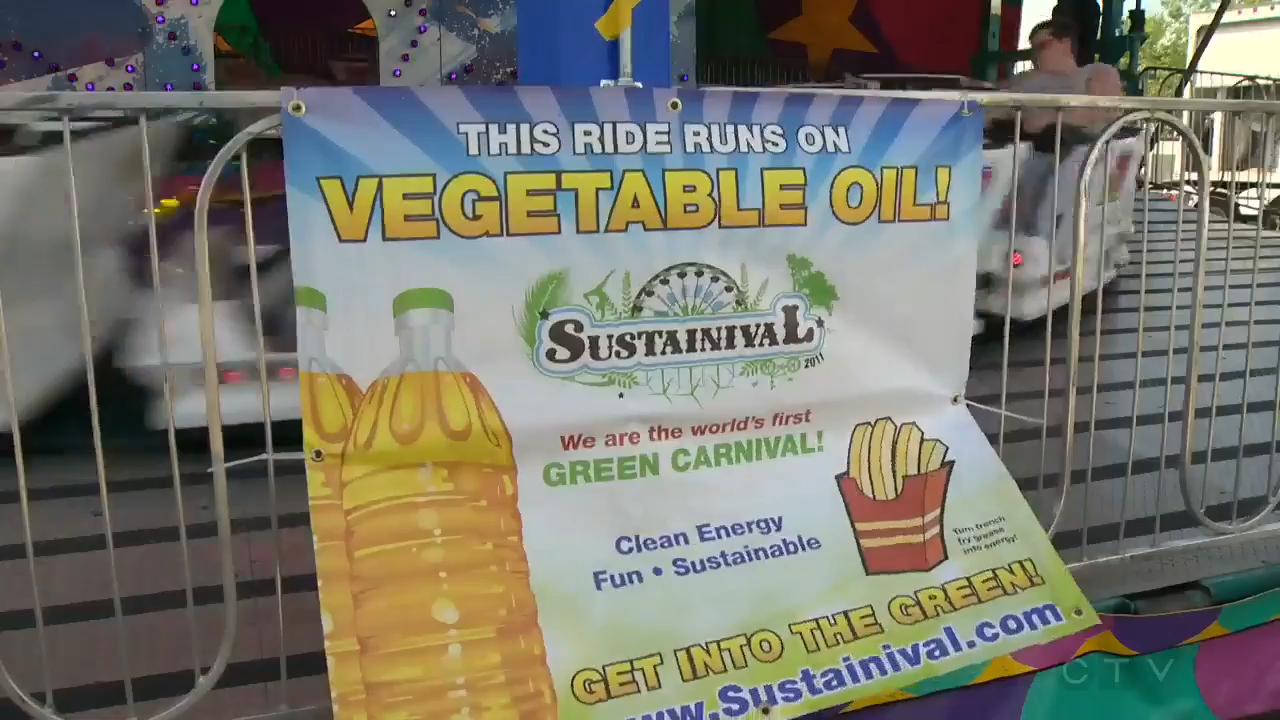 THIS RIDE RUNS ON
VEGETABLE OIL!
SUSTAINIVAL
2011
We are the world's first
GREEN CARNIVAL!
Clean Energy
Fun • Sustainable
Turn french
fry grease
into energy!
GET INTO THE GREEN!
www.Sustainival.com
CTV